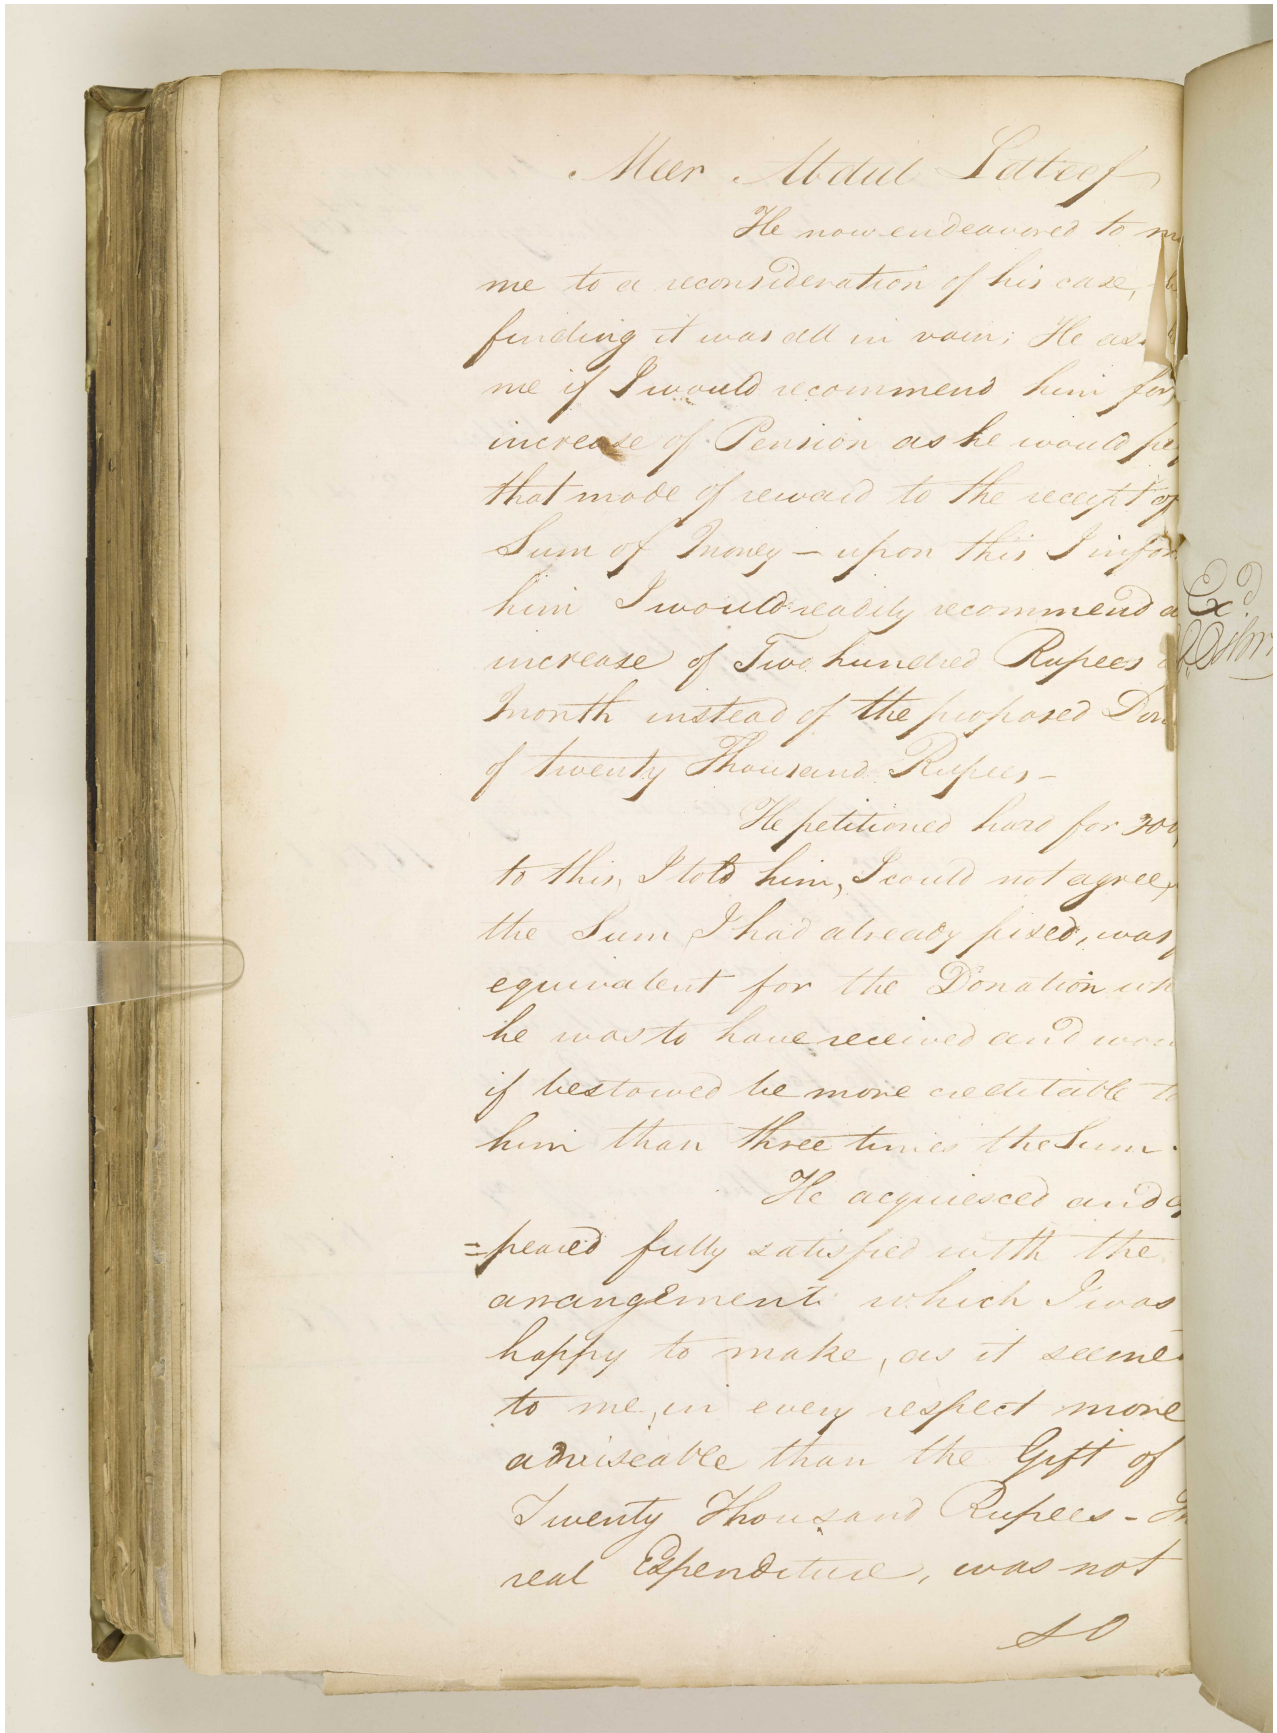 Meer Abdul Latteef
He now endeavored to
me to a reconsideration of his case,
finding it was all in vain; He
me if I would recommend him for
increase of Pension as he would
that mode of reward to the receipt of
Sum of Money – upon this I
him I would readily recommend a
increase of Two hundred Rupees
Month instead of the proposed
of twenty Thousand Rupees –
He petitioned hard for 300
to this, I told him, I could not agree,
the Sum I had already fixed, was
equivalent for the Donation
he was to have received and
if bestowed be more creditable
him than three times the Sum.
He acquiesced and
=peared fully satisfied with the
arrangement which I was
happy to make, as it
to me, in every respect more
adviseable than the Gift of
Twenty Thousand Rupees –
real Expenditure, was not
so
Exd.